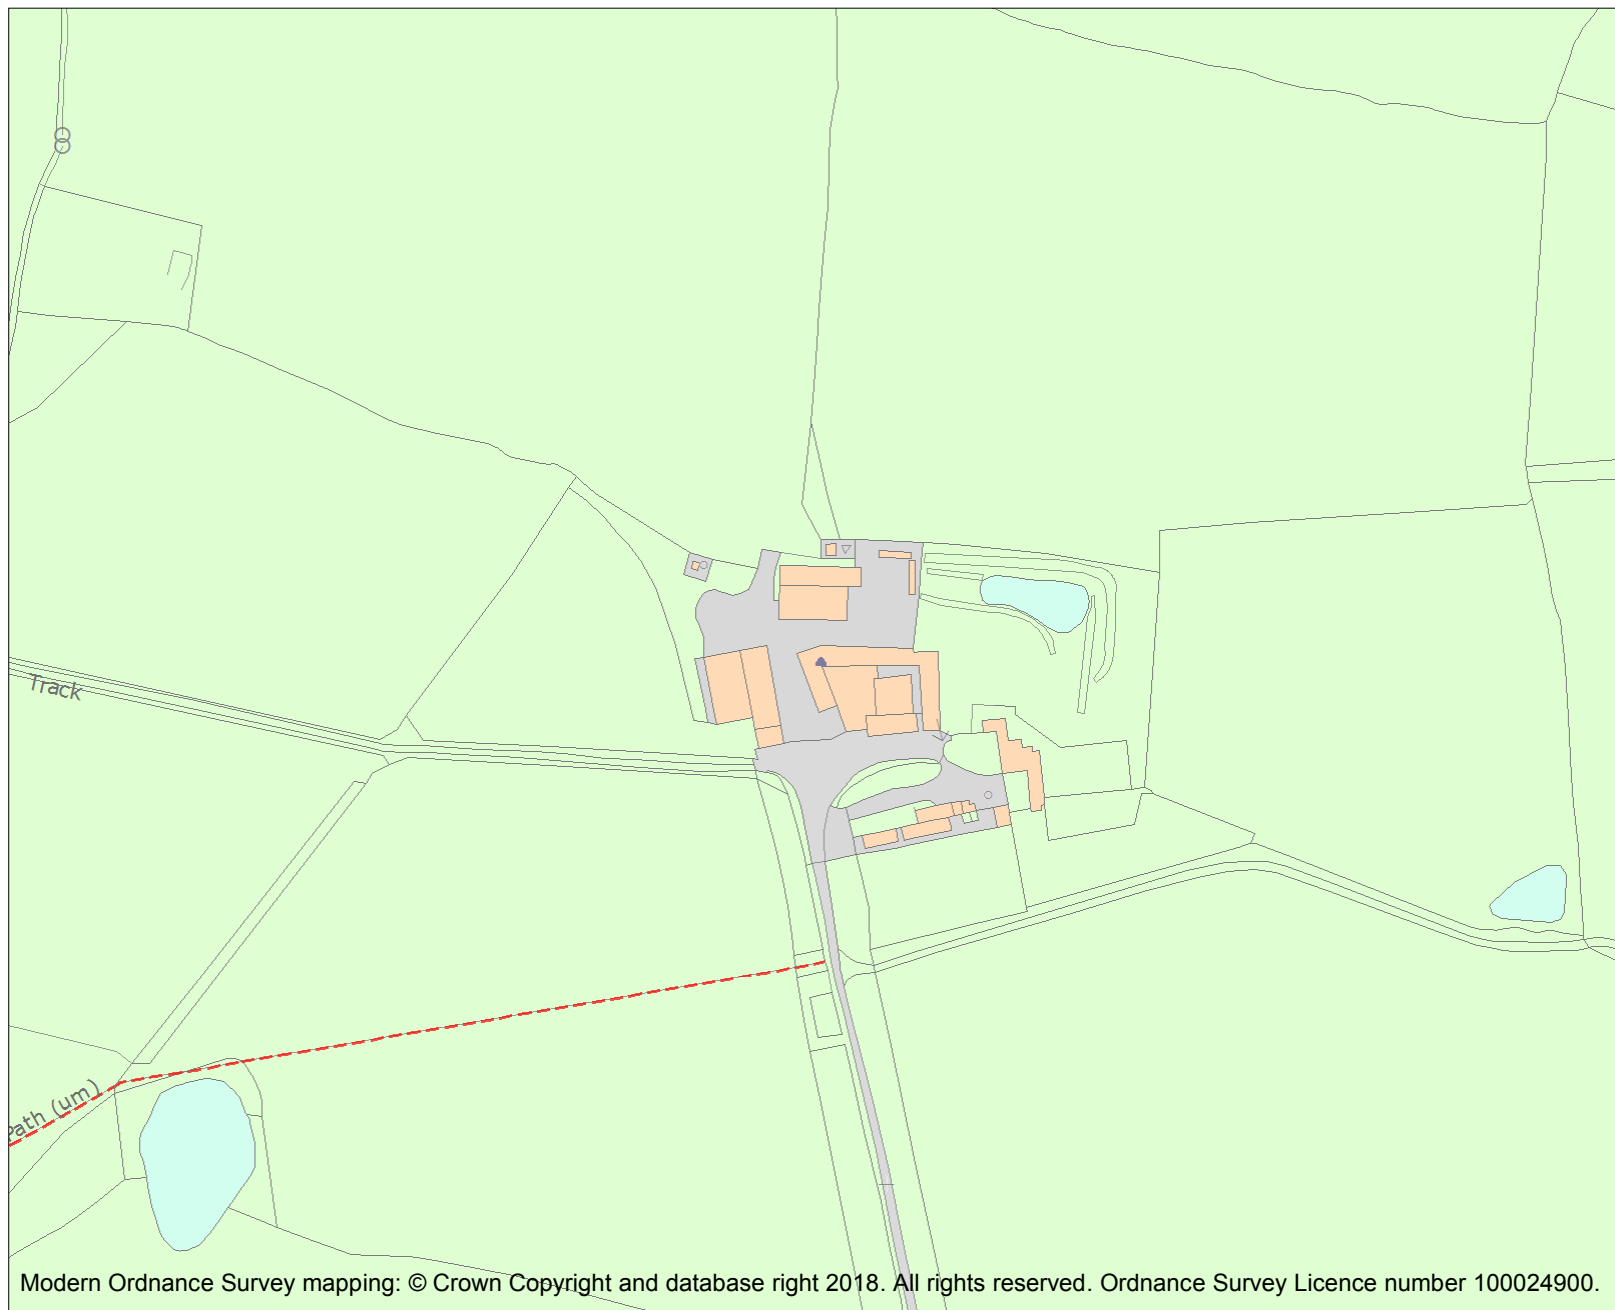 Track
Path (um)
Modern Ordnance Survey mapping: © Crown Copyright and database right 2018. All rights reserved. Ordnance Survey Licence number 100024900.